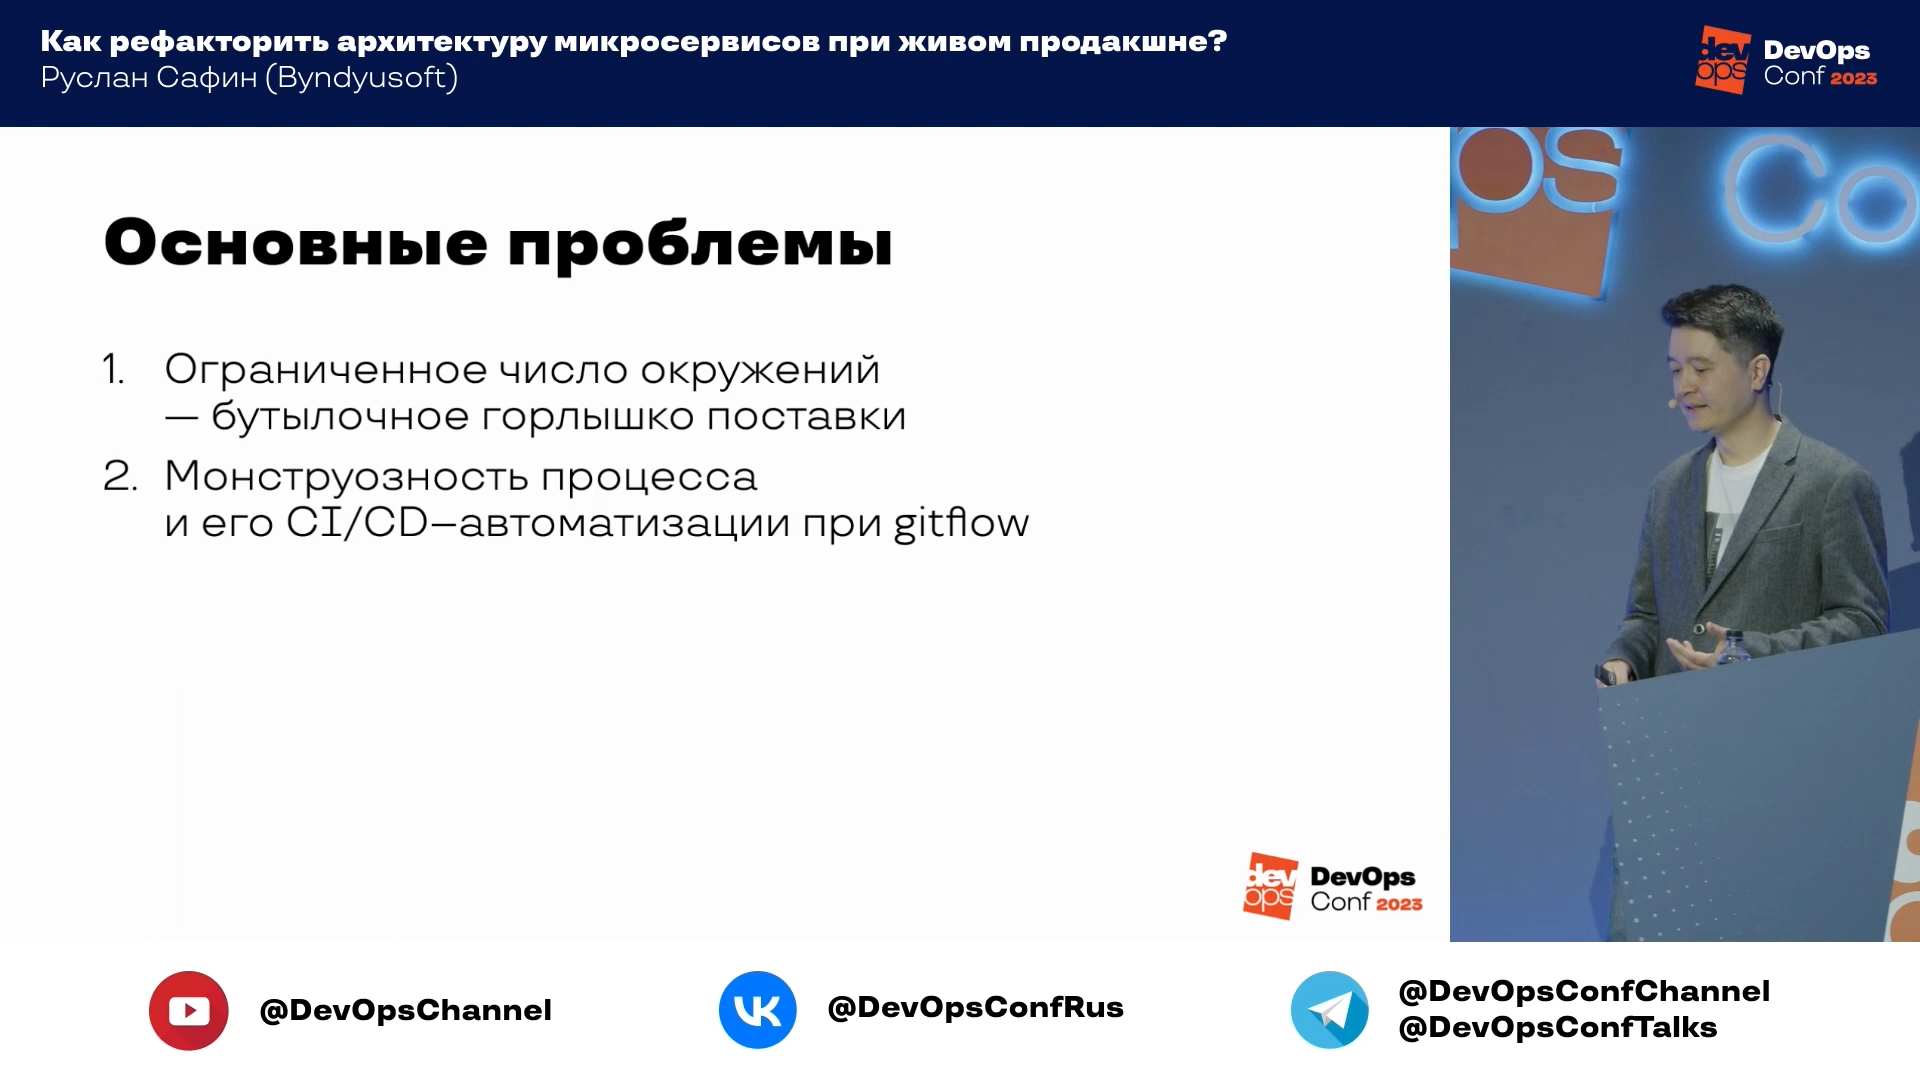 Как рефакторить архитектуру микросервисов при живом продакшне?
Руслан Сафин (Byndyusoft)
dev
ops
DevOps
Conf 2023
ps Co
Основные проблемы
1. Ограниченное число окружений
— бутылочное горлышко поставки
2. Монструозность процесса
и его CI/CD–автоматизации при gitflow
dev
ops
DevOps
Conf 2023
@DevOpsChannel
@DevOpsConfRus
@DevOpsConfChannel
@DevOpsConfTalks